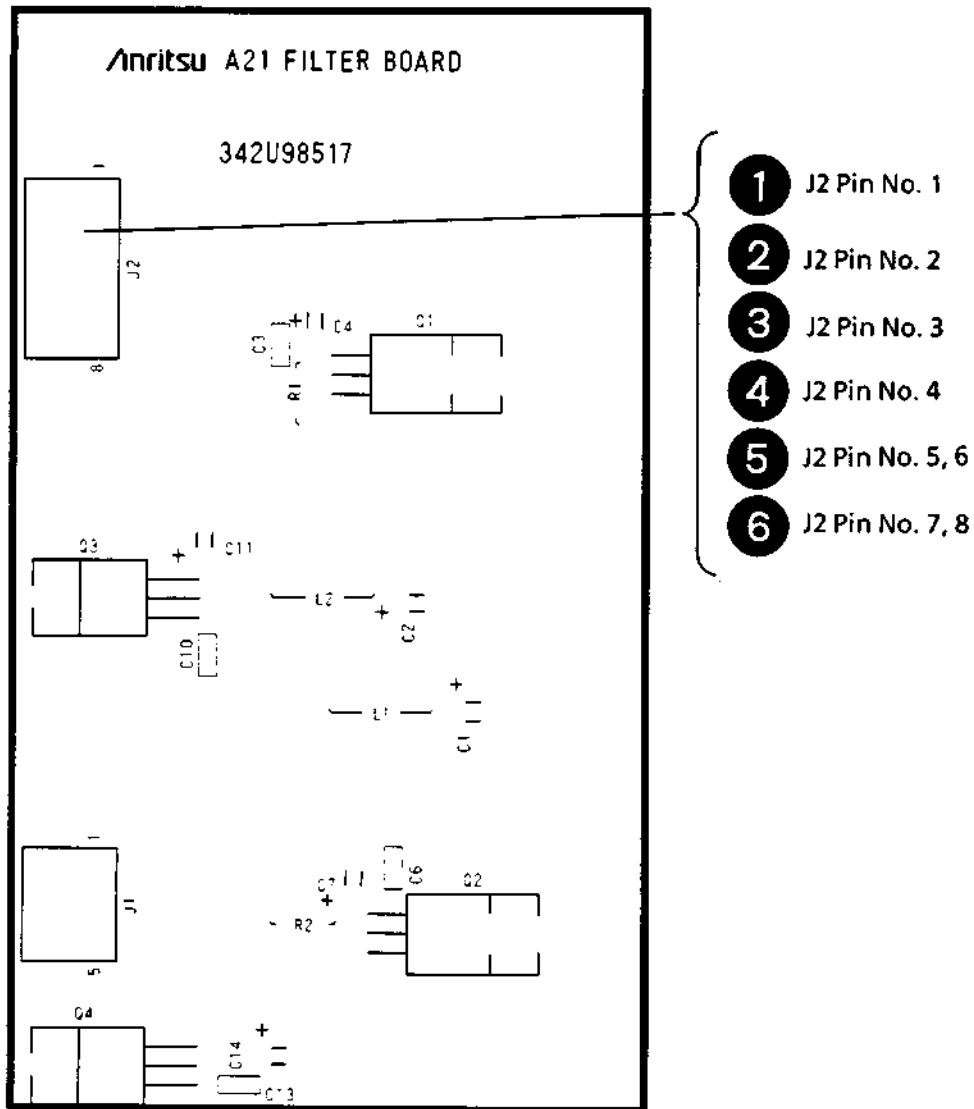 Anritsu A21 FILTER BOARD
342U98517
1
J2
8
1 J2 Pin No. 1
2 J2 Pin No. 2
3 J2 Pin No. 3
4 J2 Pin No. 4
5 J2 Pin No. 5, 6
6 J2 Pin No. 7, 8
C3
+
C4
Q1
R1
Q3
+
C11
C10
L2
+
C2
L1
+
C1
1
J1
5
C7
+
C6
Q2
R2
Q4
C14
+
C13